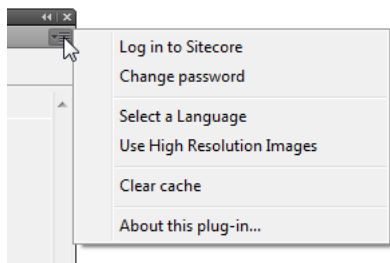 Log in to Sitecore
Change password
Select a Language
Use High Resolution Images
Clear cache
About this plug-in...